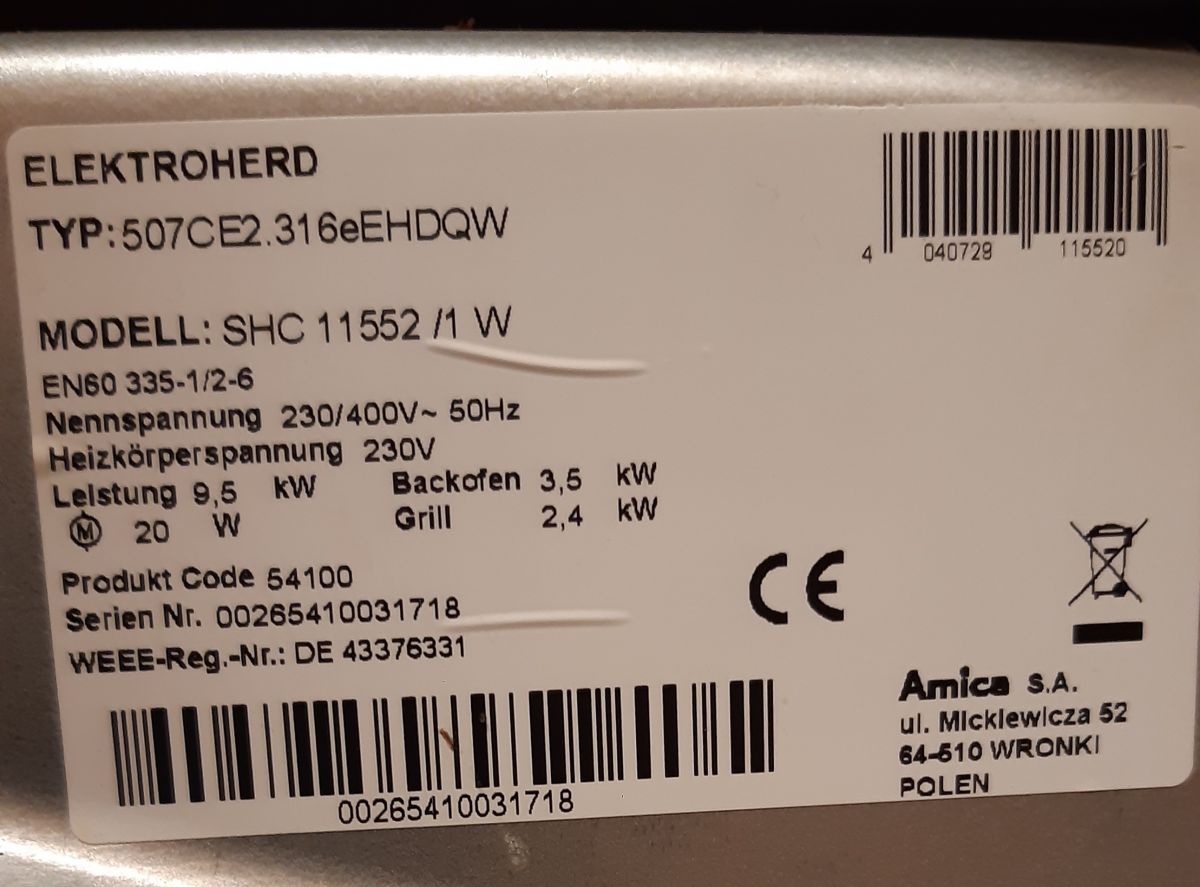 ELEKTROHERD
TYP: 507CE2.316eEHDQW
4 040729 115520
MODELL: SHC 11552 /1 W
EN60 335-1/2-6
Nennspannung 230/400V~ 50Hz
Heizkörperspannung 230V
Leistung 9,5 kW Backofen 3,5 kW
M 20 W Grill 2,4 kW
Produkt Code 54100
Serien Nr. 00265410031718
WEEE-Reg.-Nr.: DE 43376331
00265410031718
CE
Amica S.A.
ul. Mickiewicza 52
64-510 WRONKI
POLEN